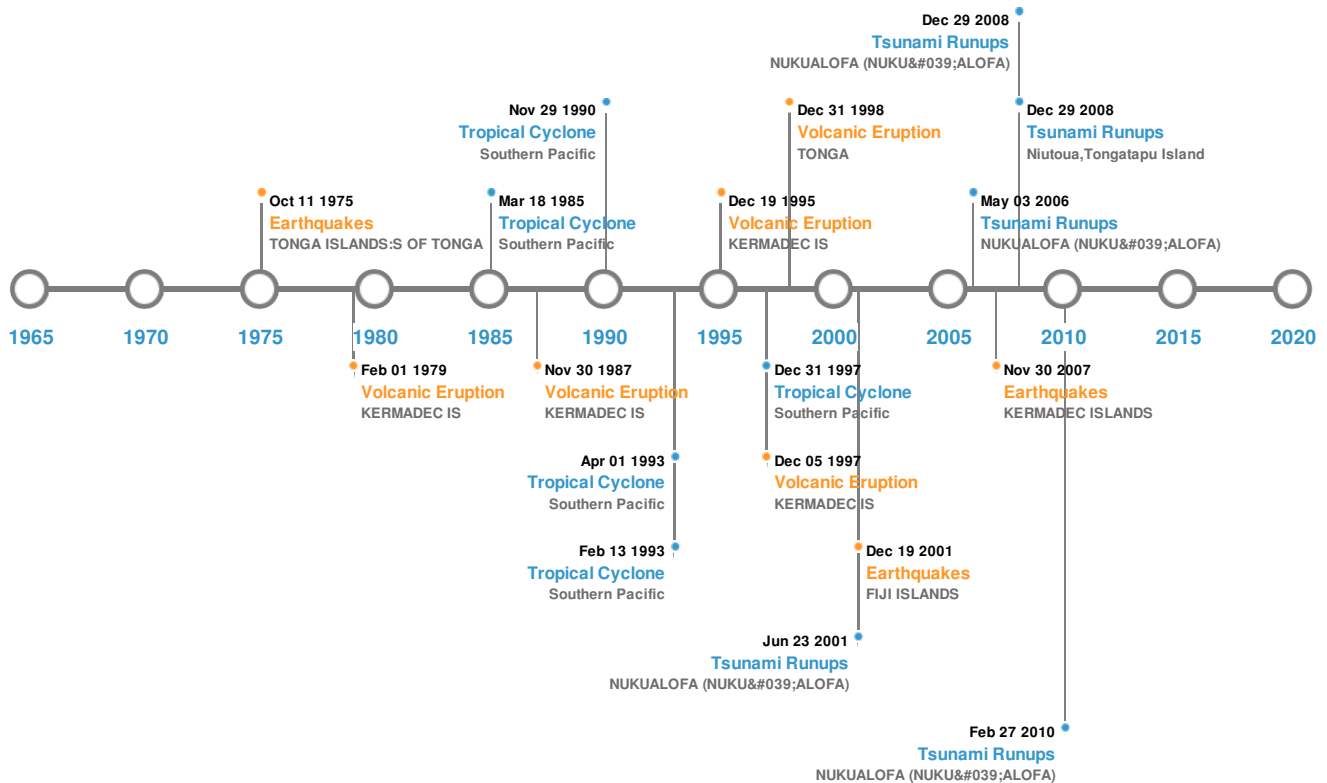 Dec 29 2008
Tsunami Runups
NUKUALOFA (NUKU&#039;ALOFA)
Nov 29 1990
Tropical Cyclone
Southern Pacific
Dec 31 1998
Volcanic Eruption
TONGA
Dec 29 2008
Tsunami Runups
Niutoua,Tongatapu Island
Oct 11 1975
Earthquakes
TONGA ISLANDS:S OF TONGA
Mar 18 1985
Tropical Cyclone
Southern Pacific
Dec 19 1995
Volcanic Eruption
KERMADEC IS
May 03 2006
Tsunami Runups
NUKUALOFA (NUKU&#039;ALOFA)
1965 1970 1975 1980 1985 1990 1995 2000 2005 2010 2015 2020
Feb 01 1979
Volcanic Eruption
KERMADEC IS
Nov 30 1987
Volcanic Eruption
KERMADEC IS
Dec 31 1997
Tropical Cyclone
Southern Pacific
Nov 30 2007
Earthquakes
KERMADEC ISLANDS
Apr 01 1993
Tropical Cyclone
Southern Pacific
Dec 05 1997
Volcanic Eruption
KERMADEC IS
Feb 13 1993
Tropical Cyclone
Southern Pacific
Dec 19 2001
Earthquakes
FIJI ISLANDS
Jun 23 2001
Tsunami Runups
NUKUALOFA (NUKU&#039;ALOFA)
Feb 27 2010
Tsunami Runups
NUKUALOFA (NUKU&#039;ALOFA)